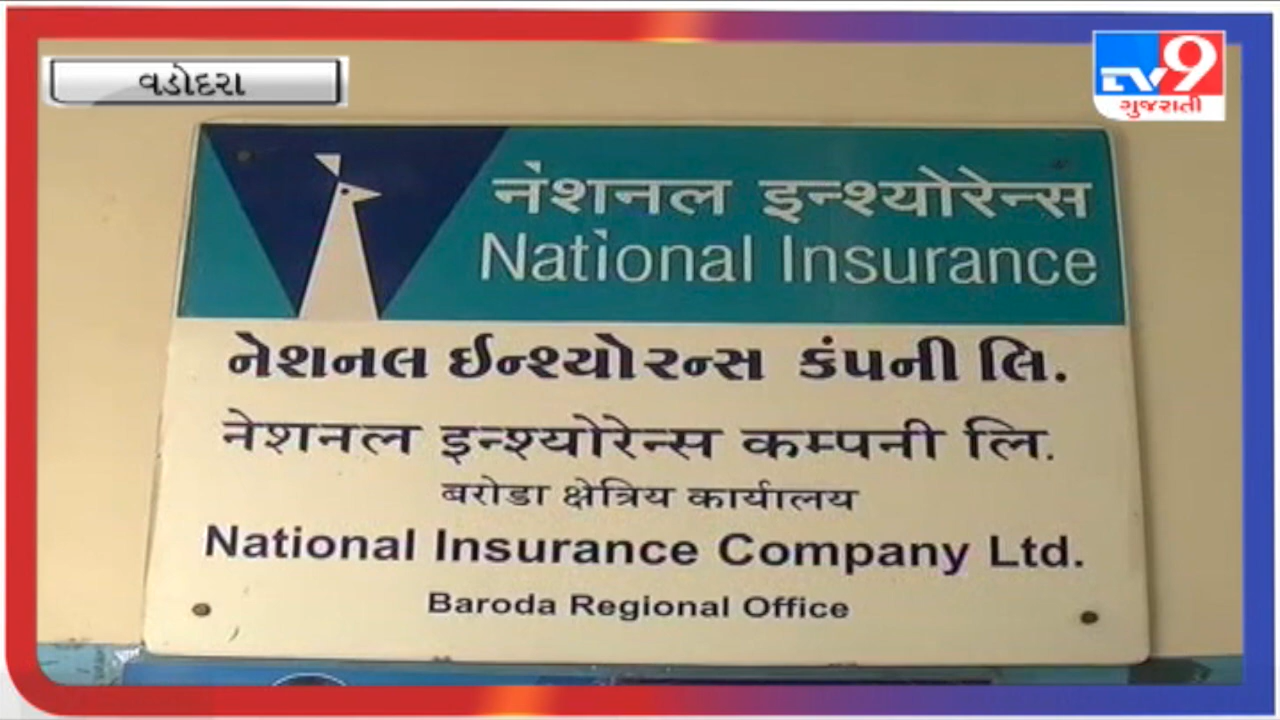 વડોદરા
TV9
ગુજરાતી
नेशनल इन्श्योरेन्स
National Insurance
નેશનલ ઈન્શ્યોરન્સ કંપની લિ.
नेशनल इन्श्योरेन्स कम्पनी लि.
बरोडा क्षेत्रिय कार्यालय
National Insurance Company Ltd.
Baroda Regional Office